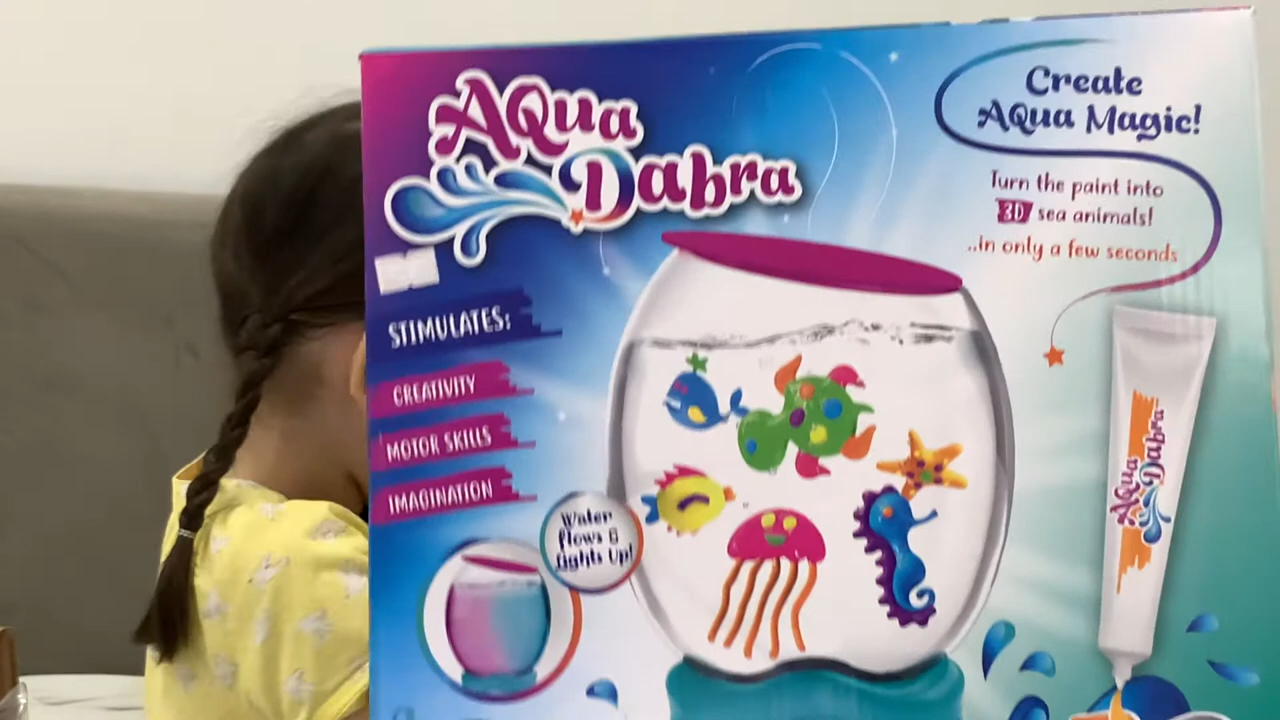 AQua
Dabra
Create
AQua Magic!
Turn the paint into
3D sea animals!
..in only a few seconds
STIMULATES:
CREATIVITY
MOTOR SKILLS
IMAGINATION
Water
flows &
Lights Up!
AQua
Dabra